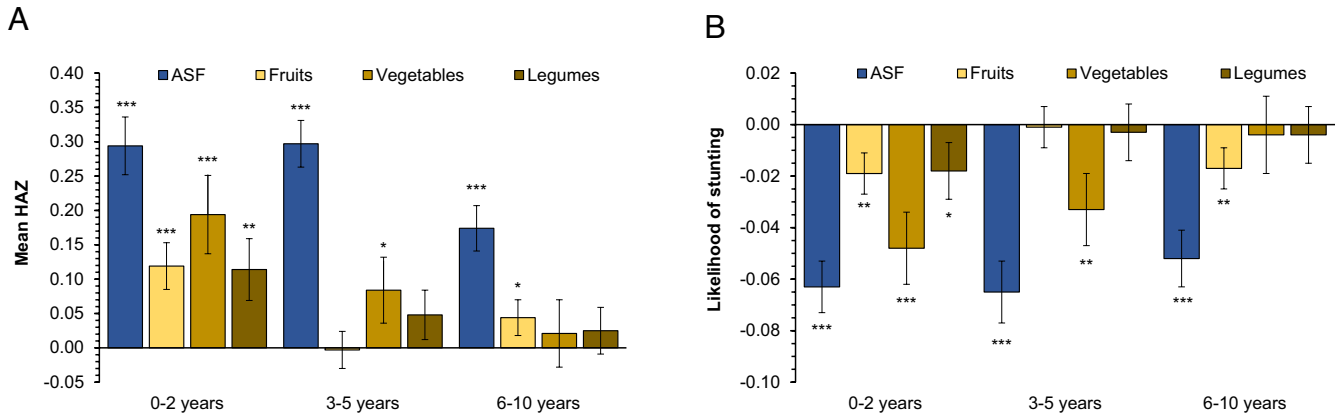 A
ASF Fruits Vegetables Legumes
Mean HAZ
0.40
0.35
0.30
0.25
0.20
0.15
0.10
0.05
0.00
-0.05
*** *** *** **
*** *
*** *
0-2 years 3-5 years 6-10 years
B
ASF Fruits Vegetables Legumes
Likelihood of stunting
0.02
0.00
-0.02
-0.04
-0.06
-0.08
-0.10
*** ** *** *
*** **
*** **
0-2 years 3-5 years 6-10 years